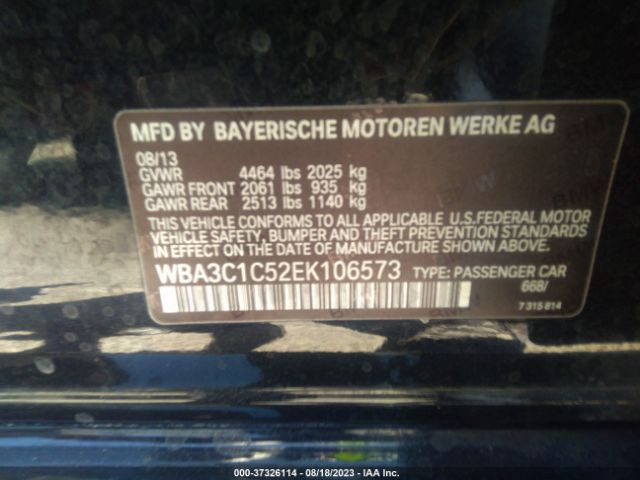 MFD BY BAYERISCHE MOTOREN WERKE AG
08/13
GVWR 4464 lbs 2025 kg
GAWR FRONT 2061 lbs 935 kg
GAWR REAR 2513 lbs 1140 kg
THIS VEHICLE CONFORMS TO ALL APPLICABLE U.S.FEDERAL MOTOR
VEHICLE SAFETY, BUMPER AND THEFT PREVENTION STANDARDS
IN EFFECT ON THE DATE OF MANUFACTURE SHOWN ABOVE.
WBA3C1C52EK106573 TYPE: PASSENGER CAR
668/
7 315 814
000-37326114 - 08/18/2023 - IAA Inc.